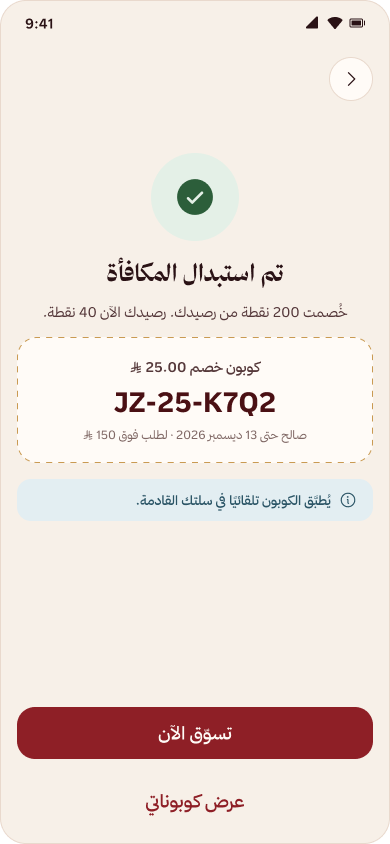 9:41
تم استبدال المكافأة
خُصمت 200 نقطة من رصيدك. رصيدك الآن 40 نقطة.
كوبون خصم 25.00 ⃁
JZ-25-K7Q2
صالح حتى 13 ديسمبر 2026 · لطلب فوق 150 ⃁
يُطبَّق الكوبون تلقائيًا في سلتك القادمة.
تسوّق الآن
عرض كوبوناتي